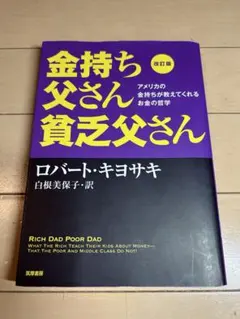 金持ち
改訂版
父さん
アメリカの
金持ちが教えてくれる
お金の哲学
貧乏父さん
ロバート・キヨサキ
白根美保子・訳
RICH DAD POOR DAD
WHAT THE RICH TEACH THEIR KIDS ABOUT MONEY—
THAT THE POOR AND MIDDLE CLASS DO NOT!
筑摩書房